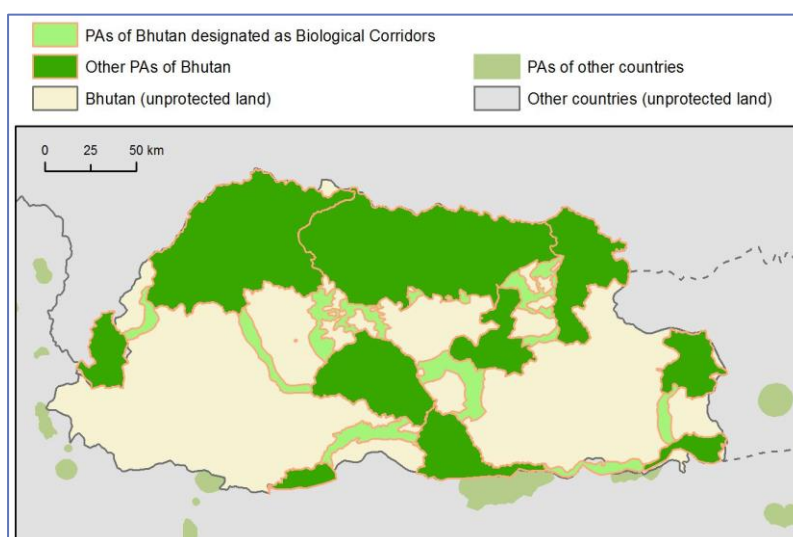 PAs of Bhutan designated as Biological Corridors
Other PAs of Bhutan
PAs of other countries
Bhutan (unprotected land)
Other countries (unprotected land)
0 25 50 km